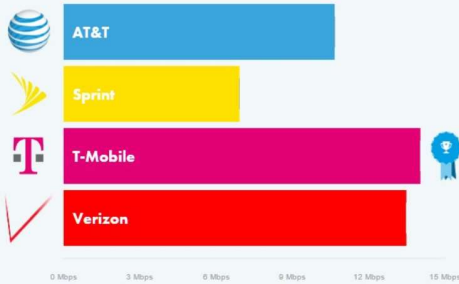 AT&T
Sprint
T-Mobile
Verizon
0 Mbps 3 Mbps 6 Mbps 9 Mbps 12 Mbps 15 Mbps